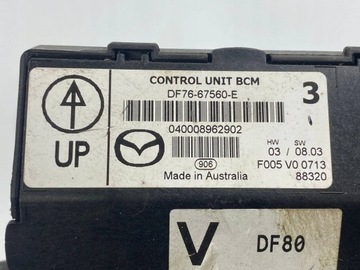 CONTROL UNIT BCM
DF76-67560-E
3
040008962902
UP
HW SW
03 / 08.03
906
F005 V0 0713
Made in Australia
88320
V
DF80